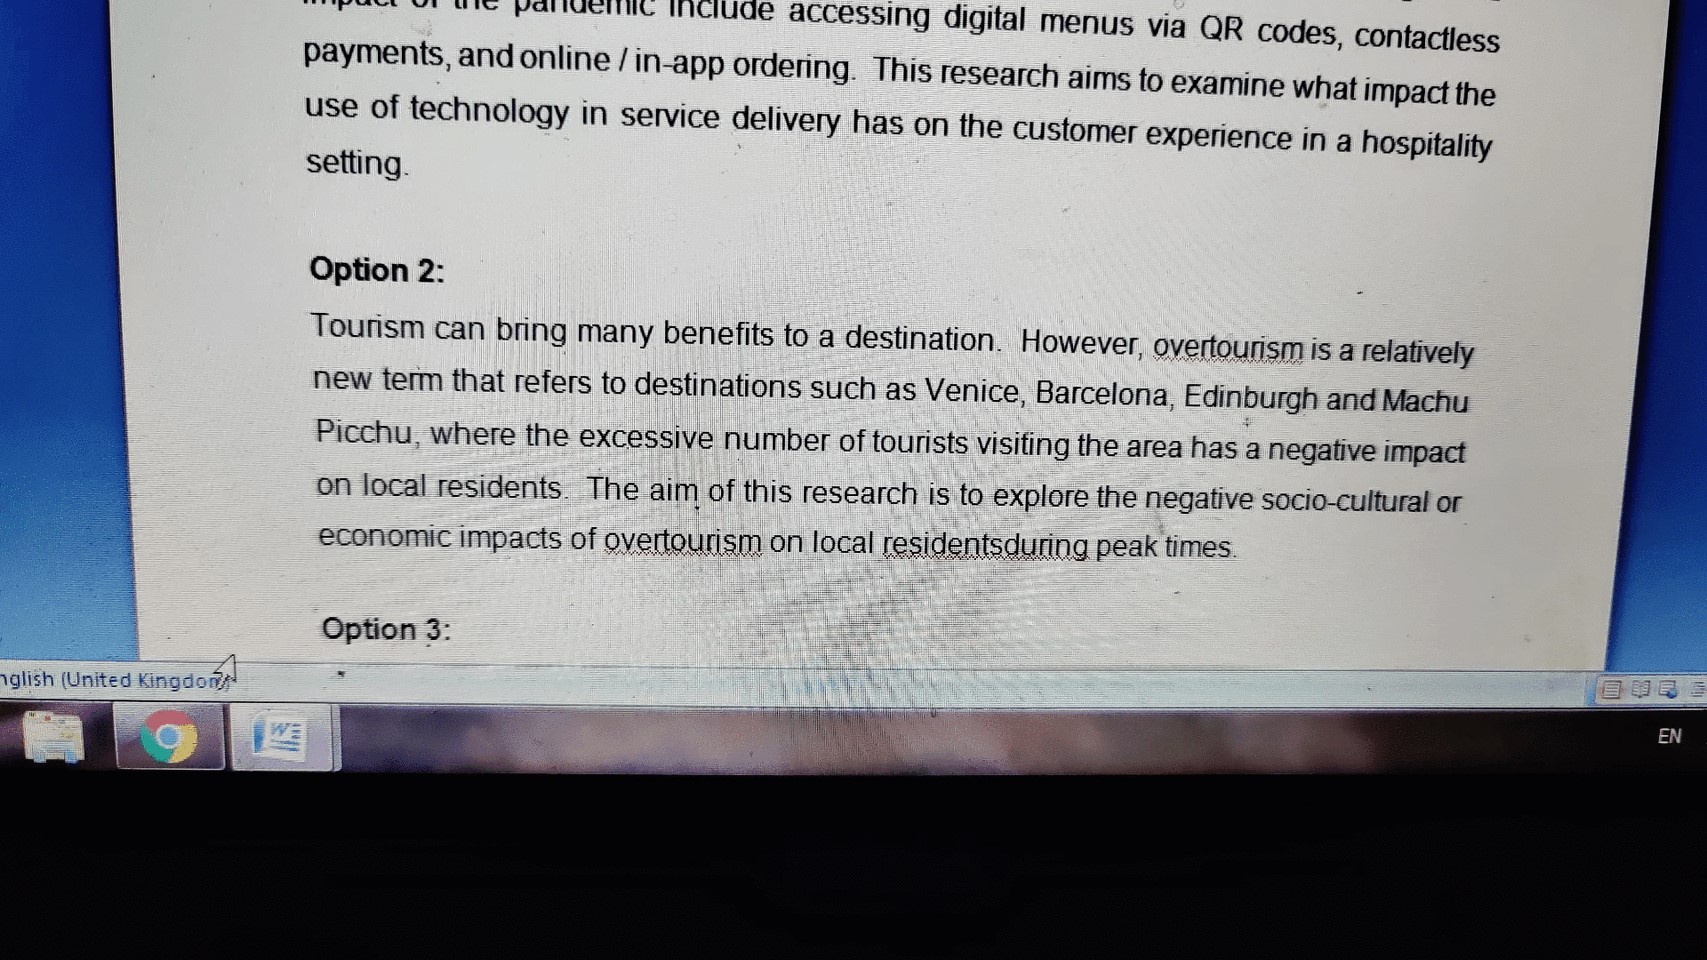 impact of the pandemic include accessing digital menus via QR codes, contactless
payments, and online / in-app ordering. This research aims to examine what impact the
use of technology in service delivery has on the customer experience in a hospitality
setting.
Option 2:
Tourism can bring many benefits to a destination. However, overtourism is a relatively
new term that refers to destinations such as Venice, Barcelona, Edinburgh and Machu
Picchu, where the excessive number of tourists visiting the area has a negative impact
on local residents. The aim of this research is to explore the negative socio-cultural or
economic impacts of overtourism on local residentsduring peak times.
Option 3:
nglish (United Kingdom)
W
EN